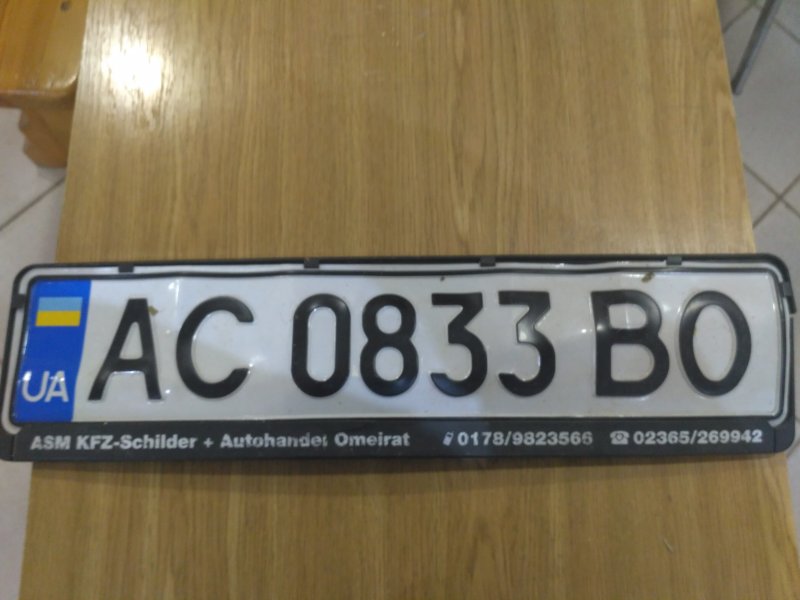 UA AC 0833 BO
ASM KFZ-Schilder + Autohandel Omeirat 0178/9823566 ☎ 02365/269942